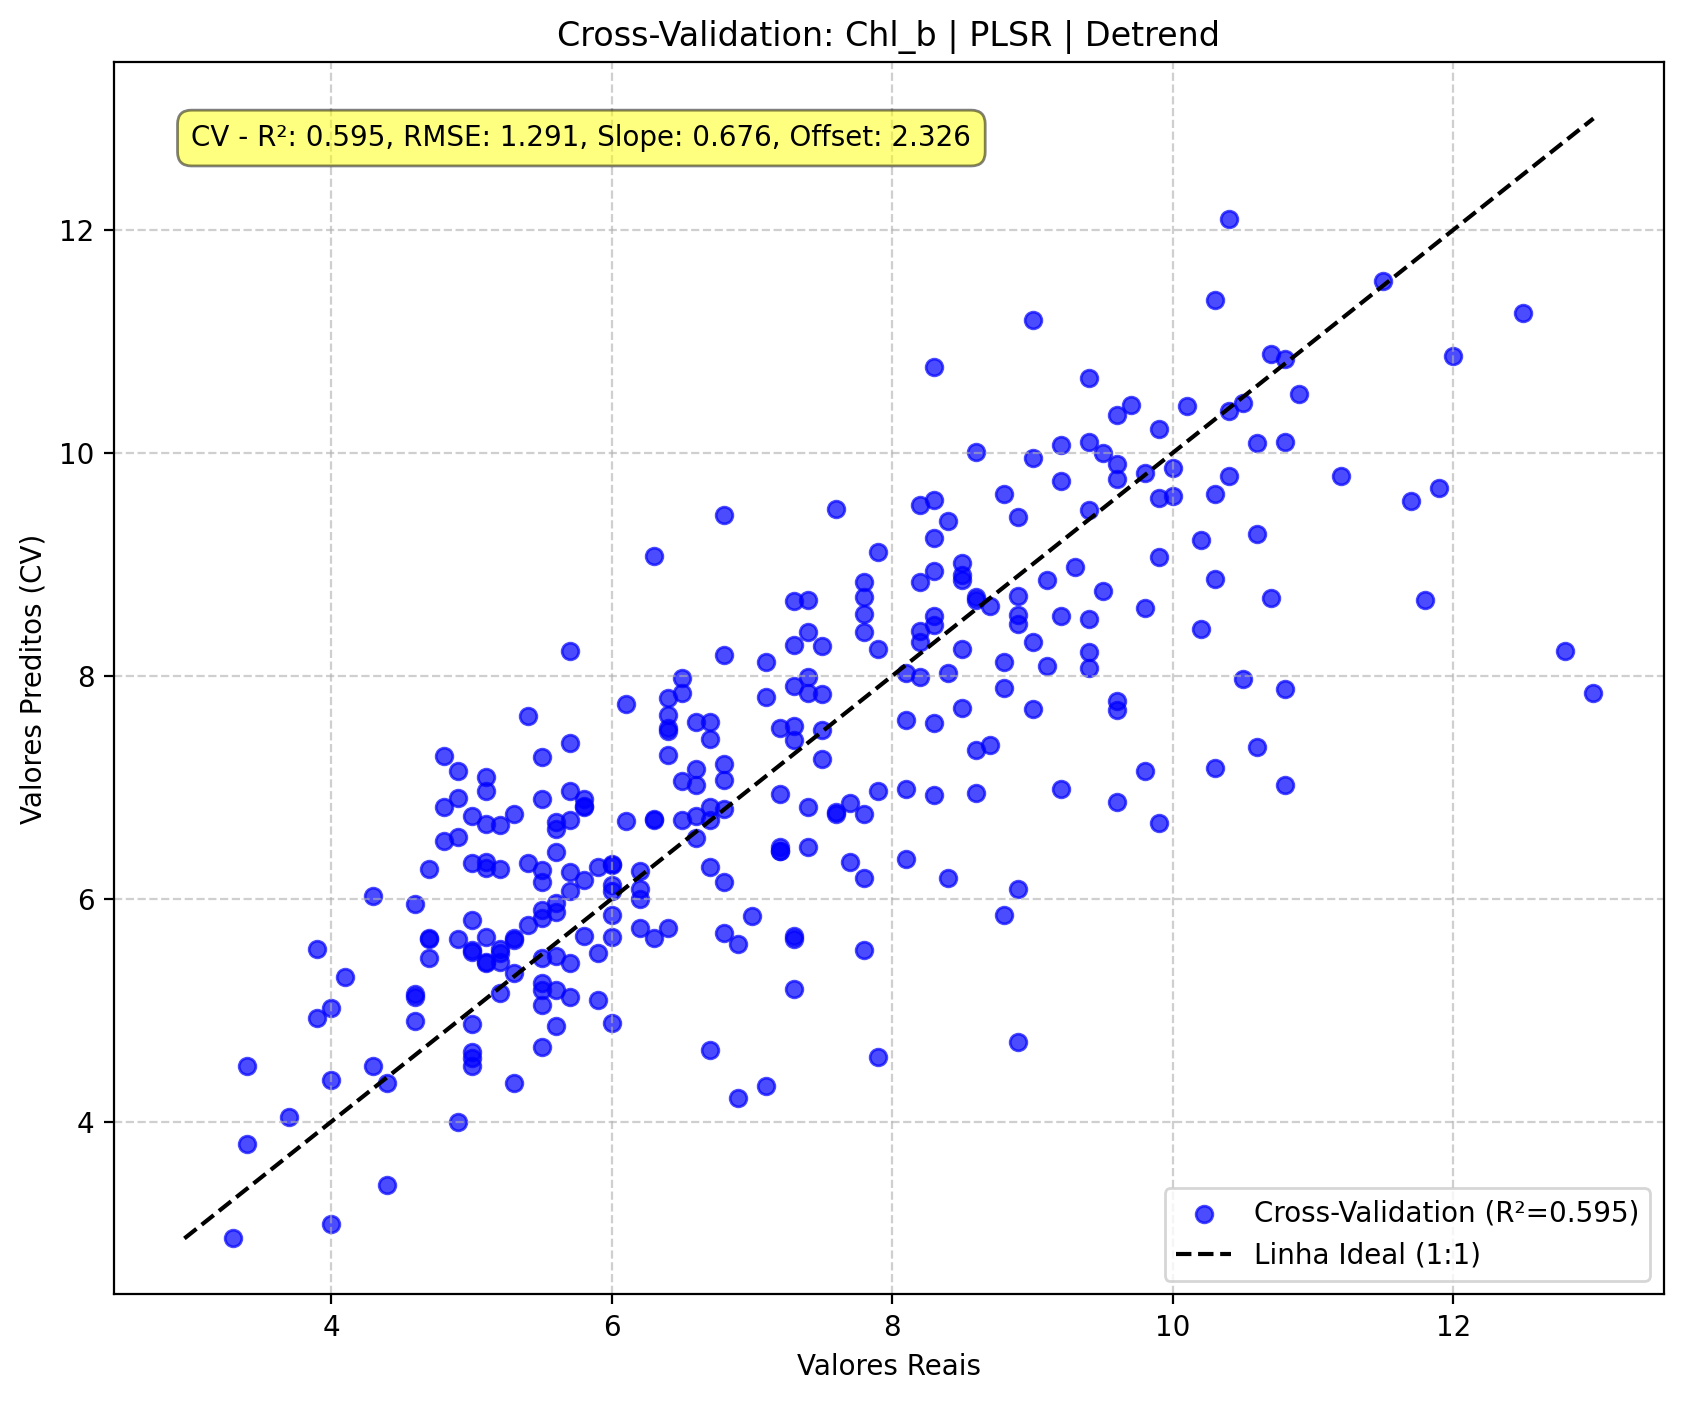 Cross-Validation: Chl_b | PLSR | Detrend
CV - R²: 0.595, RMSE: 1.291, Slope: 0.676, Offset: 2.326
Valores Preditos (CV)
12
10
8
6
4
Cross-Validation (R²=0.595)
Linha Ideal (1:1)
4
6
8
10
12
Valores Reais